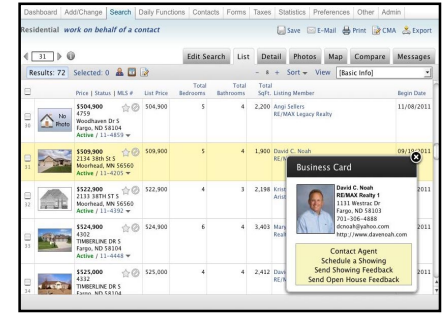 Dashboard Add/Change Search Daily Functions Contacts Forms Taxes Statistics Preferences Other Admin
Residential work on behalf of a contact Save E-Mail Print CMA Export
31 Edit Search List Detail Photos Map Compare Messages
Results: 72 Selected: 0 - # + Sort View [Basic Info]
Price | Status | MLS # List Price Total Bedrooms Total Bathrooms Total SqFt. Listing Member Begin Date
30 No Photo $504,900 504,900 5 4 2,200 Angi Sellers 11/08/2011
4759 RE/MAX Legacy Realty
Woodhaven Dr S
Fargo, ND 58104
Active / 11-4859
31 $509,900 509,900 5 4 1,900 David C. Noah 09/19/2011
2134 38th St S
Moorhead, MN 56560
Active / 11-4205
$522,900 522,900 4 3 2,198 2011
2133 38TH ST S
Moorhead, MN 56560
Active / 11-4392
33 $524,900 524,900 6 4 3,403 2011
4302
TIMBERLINE DR S
Fargo, ND 58104
Active / 11-4448
34 $525,000 525,000 4 2,412 2011
4332
TIMBERLINE DR S
Fargo, ND 58104
Business Card
David C. Noah
RE/MAX Realty 1
1131 Westrac Dr
Fargo, ND 58103
701-306-4888
dcnoah@yahoo.com
http://www.davenoah.com
Contact Agent
Schedule a Showing
Send Showing Feedback
Send Open House Feedback